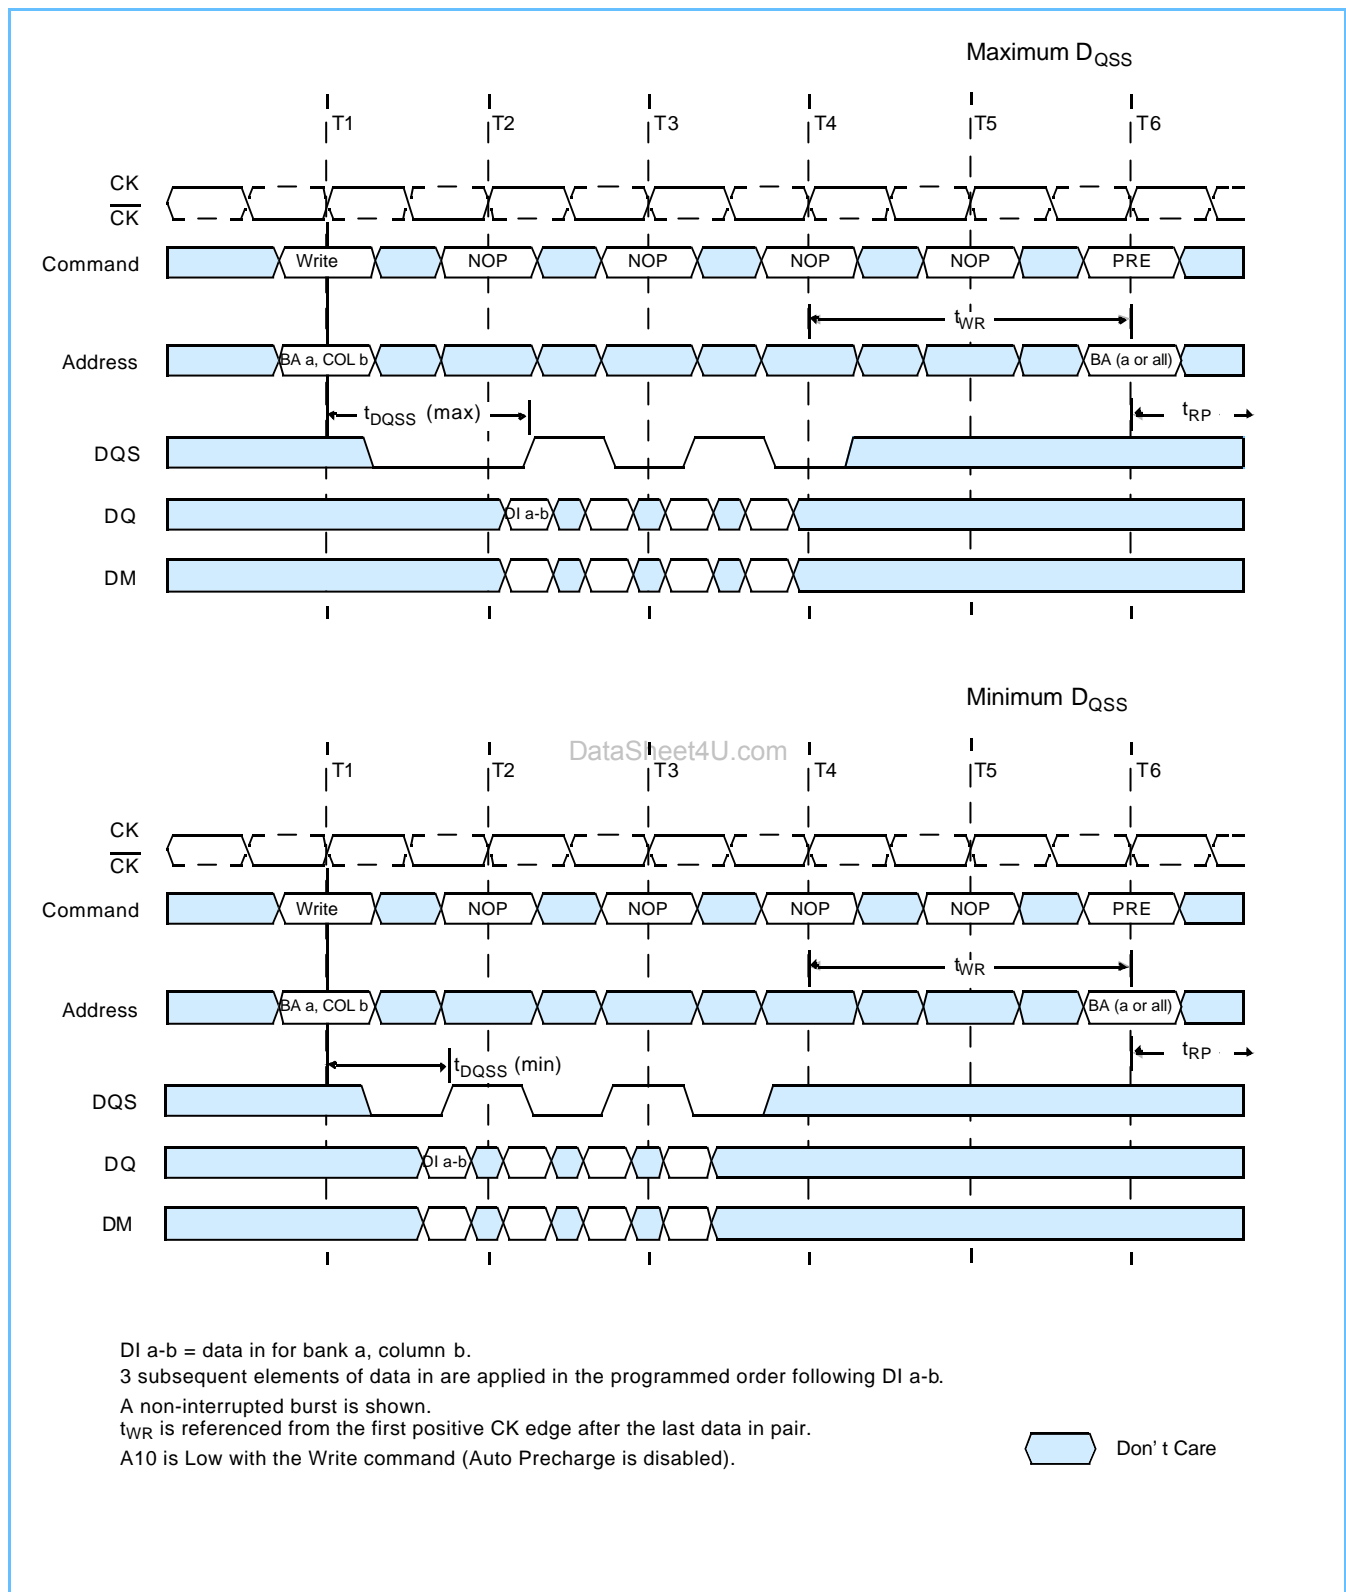 Maximum DQSS
T1 T2 T3 T4 T5 T6
CK
CK
Command Write NOP NOP NOP NOP PRE
tWR
Address BA a, COL b BA (a or all)
tDQSS (max) tRP
DQS
DQ DI a-b
DM
Minimum DQSS
DataSheet4U.com
T1 T2 T3 T4 T5 T6
CK
CK
Command Write NOP NOP NOP NOP PRE
tWR
Address BA a, COL b BA (a or all)
tDQSS (min) tRP
DQS
DQ DI a-b
DM
DI a-b = data in for bank a, column b.
3 subsequent elements of data in are applied in the programmed order following DI a-b.
A non-interrupted burst is shown.
tWR is referenced from the first positive CK edge after the last data in pair.
A10 is Low with the Write command (Auto Precharge is disabled).
Don' t Care